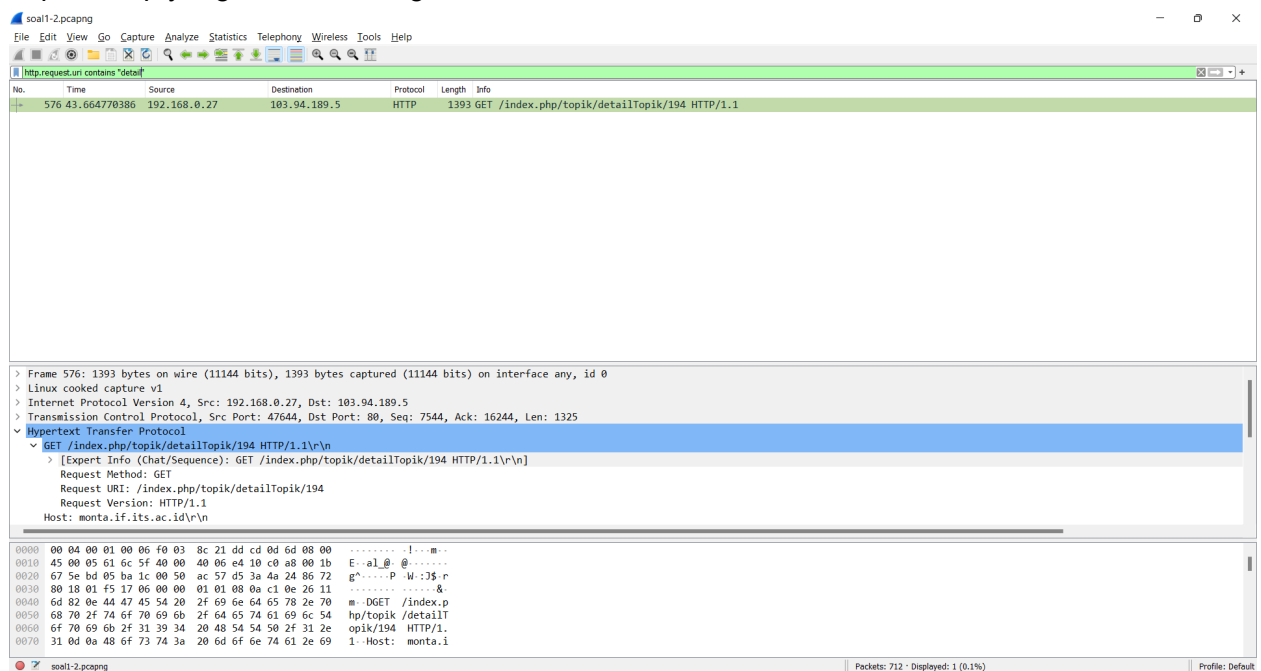 soal1-2.pcapng
File Edit View Go Capture Analyze Statistics Telephony Wireless Tools Help
http.request.uri contains "detail"
No. Time Source Destination Protocol Length Info
576 43.664770386 192.168.0.27 103.94.189.5 HTTP 1393 GET /index.php/topik/detailTopik/194 HTTP/1.1
> Frame 576: 1393 bytes on wire (11144 bits), 1393 bytes captured (11144 bits) on interface any, id 0
> Linux cooked capture v1
> Internet Protocol Version 4, Src: 192.168.0.27, Dst: 103.94.189.5
> Transmission Control Protocol, Src Port: 47644, Dst Port: 80, Seq: 7544, Ack: 16244, Len: 1325
Hypertext Transfer Protocol
GET /index.php/topik/detailTopik/194 HTTP/1.1\r\n
> [Expert Info (Chat/Sequence): GET /index.php/topik/detailTopik/194 HTTP/1.1\r\n]
Request Method: GET
Request URI: /index.php/topik/detailTopik/194
Request Version: HTTP/1.1
Host: monta.if.its.ac.id\r\n
0000 00 04 00 01 00 06 f0 03 8c 21 dd cd 0d 6d 08 00 ········ ·!···m··
0010 45 00 05 61 6c 5f 40 00 40 06 e4 10 c0 a8 00 1b E··al_@· @·······
0020 67 5e bd 05 ba 1c 00 50 ac 57 d5 3a 4a 24 86 72 g^·····P ·W·:J$·r
0030 80 18 01 f5 17 06 00 00 01 01 08 0a c1 0e 26 11 ········ ······&·
0040 6d 82 0e 44 47 45 54 20 2f 69 6e 64 65 78 2e 70 m··DGET /index.p
0050 68 70 2f 74 6f 70 69 6b 2f 64 65 74 61 69 6c 54 hp/topik /detailT
0060 6f 70 69 6b 2f 31 39 34 20 48 54 54 50 2f 31 2e opik/194 HTTP/1.
0070 31 0d 0a 48 6f 73 74 3a 20 6d 6f 6e 74 61 2e 69 1··Host: monta.i
soal1-2.pcapng Packets: 712 · Displayed: 1 (0.1%) Profile: Default